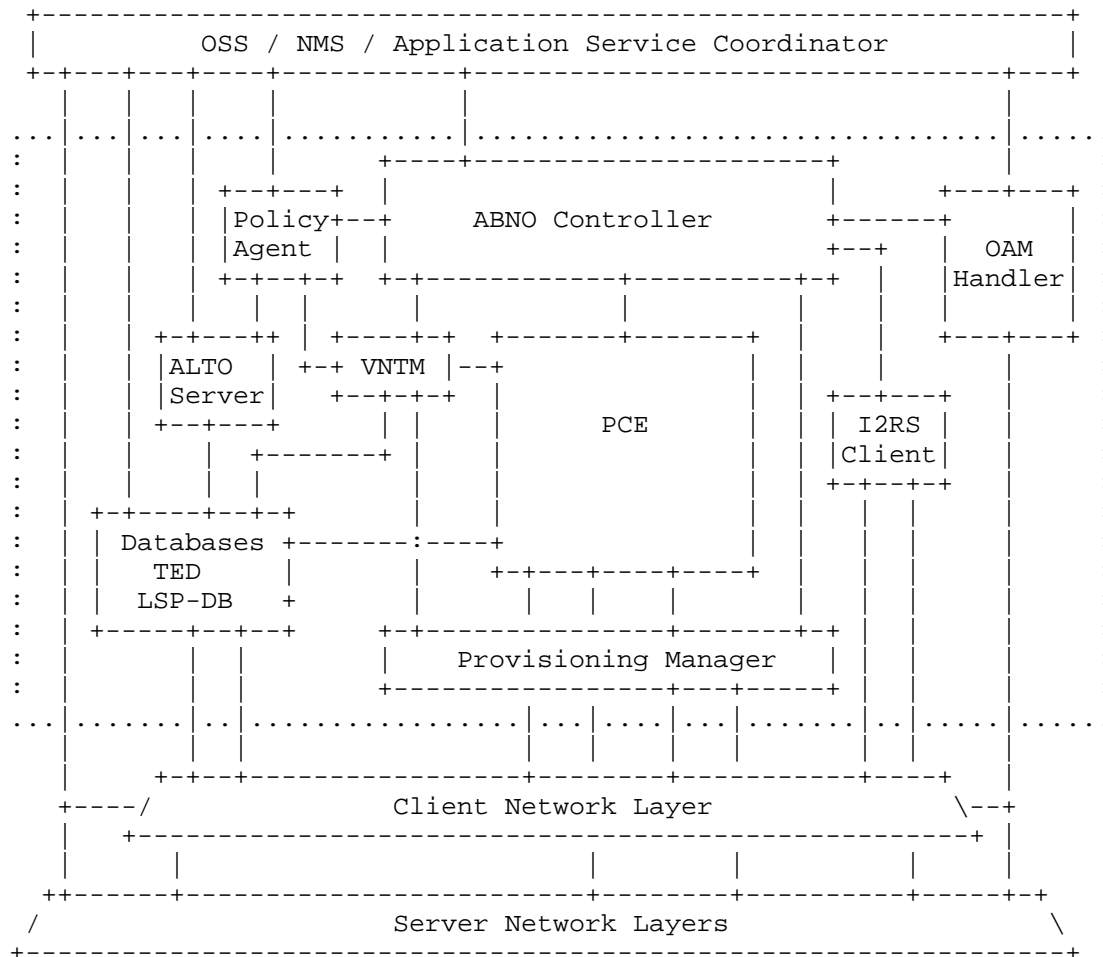 OSS / NMS / Application Service Coordinator
Policy
Agent
ABNO Controller
OAM
Handler
ALTO
Server
VNTM
PCE
I2RS
Client
Databases
TED
LSP-DB
Provisioning Manager
Client Network Layer
Server Network Layers